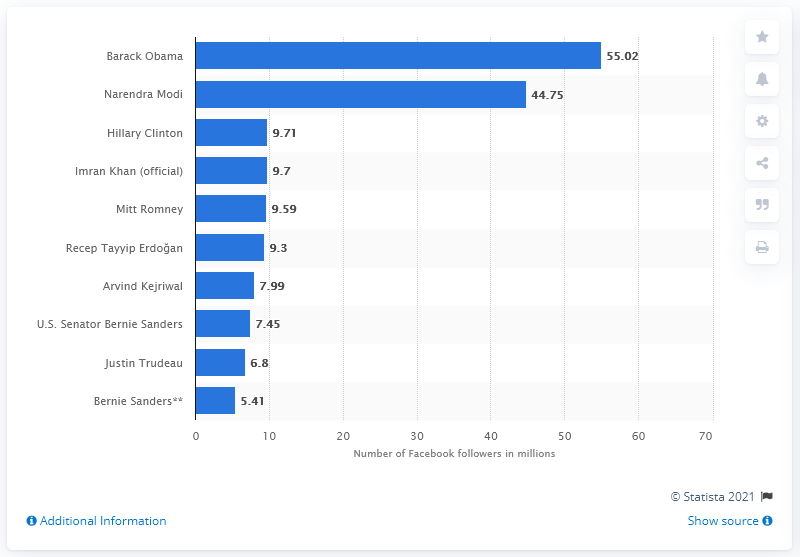 Barack Obama 55.02
Narendra Modi 44.75
Hillary Clinton 9.71
Imran Khan (official) 9.7
Mitt Romney 9.59
Recep Tayyip Erdoğan 9.3
Arvind Kejriwal 7.99
U.S. Senator Bernie Sanders 7.45
Justin Trudeau 6.8
Bernie Sanders** 5.41
0 10 20 30 40 50 60 70
Number of Facebook followers in millions
© Statista 2021
Additional Information Show source